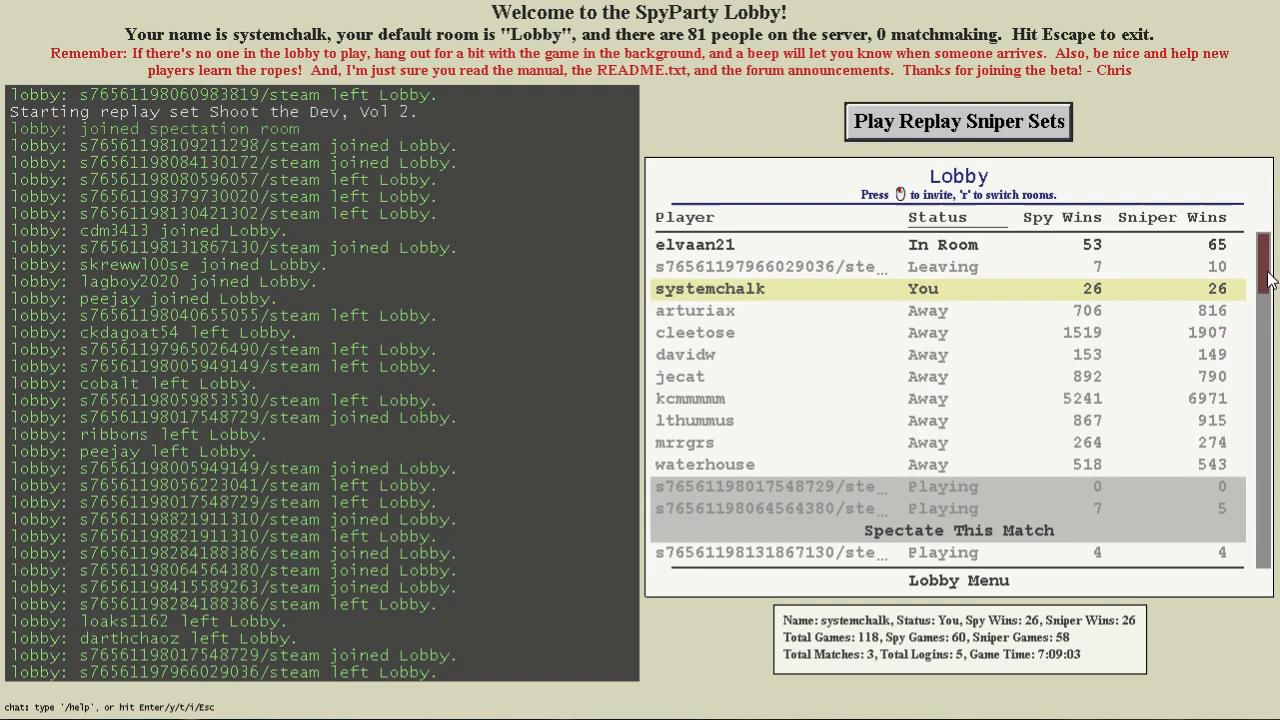 Welcome to the SpyParty Lobby!
Your name is systemchalk, your default room is "Lobby", and there are 81 people on the server, 0 matchmaking. Hit Escape to exit.
Remember: If there's no one in the lobby to play, hang out for a bit with the game in the background, and a beep will let you know when someone arrives. Also, be nice and help new
players learn the ropes! And, I'm just sure you read the manual, the README.txt, and the forum announcements. Thanks for joining the beta! - Chris
lobby: s76561198060983819/steam left Lobby.
Starting replay set Shoot the Dev, Vol 2.
lobby: joined spectation room
lobby: s76561198109211298/steam joined Lobby.
lobby: s76561198084130172/steam joined Lobby.
lobby: s76561198080596057/steam left Lobby.
lobby: s76561198379730072/steam left Lobby.
lobby: s76561198130421302/steam left Lobby.
lobby: cdm3413 joined Lobby.
lobby: s76561198131867130/steam joined Lobby.
lobby: skrewwl00se joined Lobby.
lobby: lagboy2020 joined Lobby.
lobby: peejay joined Lobby.
lobby: s76561198040655055/steam left Lobby.
lobby: ckdagoat54 left Lobby.
lobby: s76561197965026490/steam left Lobby.
lobby: s76561198005949149/steam left Lobby.
lobby: cobalt left Lobby.
lobby: s76561198059853530/steam left Lobby.
lobby: s76561198017548729/steam joined Lobby.
lobby: ribbons left Lobby.
lobby: peejay left Lobby.
lobby: s76561198005949149/steam joined Lobby.
lobby: s76561198056223041/steam left Lobby.
lobby: s76561198017548729/steam left Lobby.
lobby: s76561198821911310/steam joined Lobby.
lobby: s76561198821911310/steam left Lobby.
lobby: s76561198284188386/steam joined Lobby.
lobby: s76561198064564380/steam joined Lobby.
lobby: s76561198415589263/steam joined Lobby.
lobby: s76561198284188386/steam left Lobby.
lobby: loaks1162 left Lobby.
lobby: darthchaoz left Lobby.
lobby: s76561198017548729/steam joined Lobby.
lobby: s76561197966029036/steam left Lobby.
chat: type '/help', or hit Enter/y/t/i/Esc
Play Replay Sniper Sets
Lobby
Press to invite, 'r' to switch rooms.
Player Status Spy Wins Sniper Wins
elvaan21 In Room 53 65
s76561197966029036/ste... Leaving 7 10
systemchalk You 26 26
arturiax Away 706 816
cleetose Away 1519 1907
davidw Away 153 149
jecat Away 892 790
kcmmmmm Away 5241 6971
lthummus Away 867 915
mrrgrs Away 264 274
waterhouse Away 518 543
s76561198017548729/ste... Playing 0 0
s76561198064564380/ste... Playing 7 5
Spectate This Match
s76561198131867130/ste... Playing 4 4
Lobby Menu
Name: systemchalk, Status: You, Spy Wins: 26, Sniper Wins: 26
Total Games: 118, Spy Games: 60, Sniper Games: 58
Total Matches: 3, Total Logins: 5, Game Time: 7:09:03